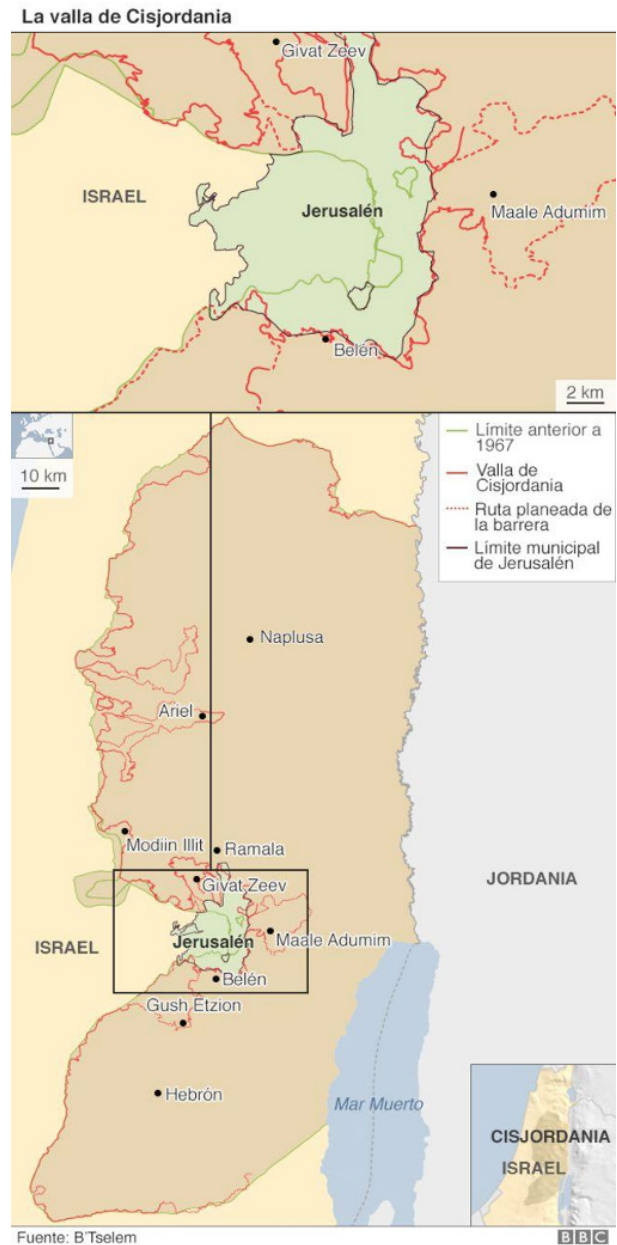 La valla de Cisjordania
Givat Zeev
ISRAEL
Jerusalén
Maale Adumim
Belén
2 km
10 km
Límite anterior a
1967
Valla de
Cisjordania
Ruta planeada de
la barrera
Límite municipal
de Jerusalén
Naplusa
Ariel
Modiin Illit
Ramala
Givat Zeev
JORDANIA
ISRAEL
Jerusalén
Maale Adumim
Belén
Gush Etzion
Hebrón
Mar Muerto
CISJORDANIA
ISRAEL
Fuente: B'Tselem
BBC